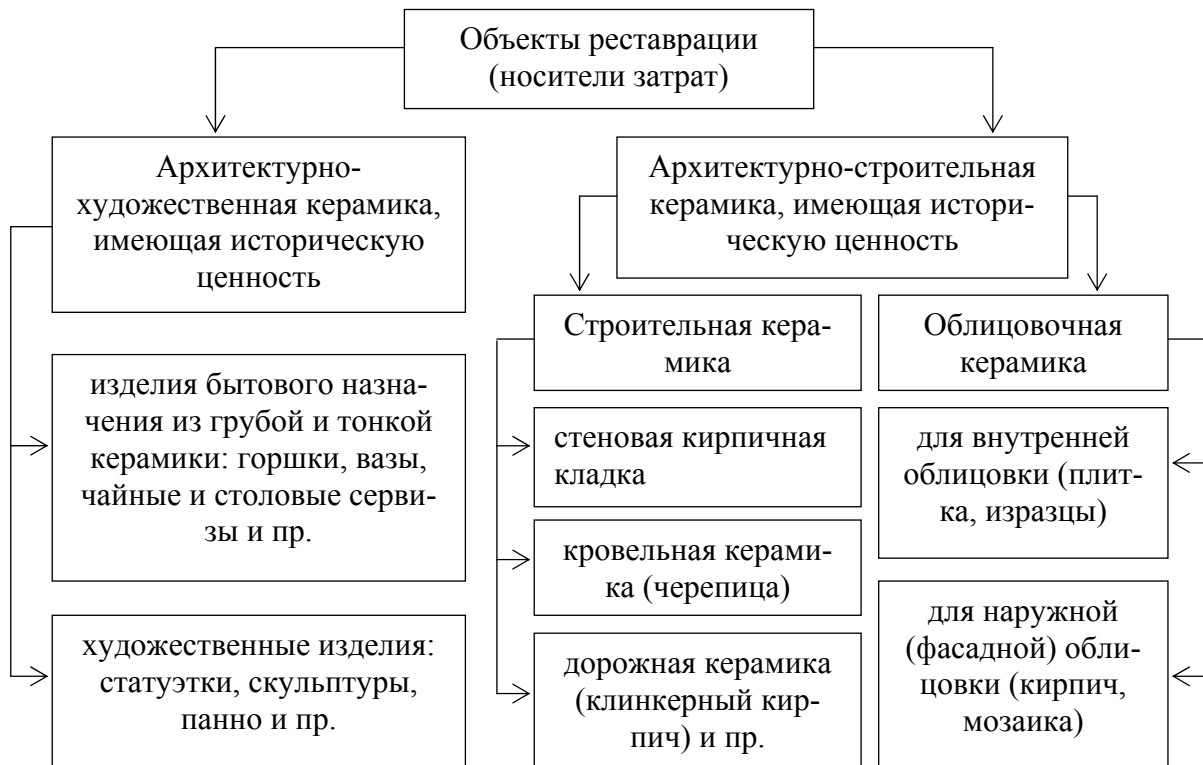 Объекты реставрации
(носители затрат)
Архитектурно-
художественная керамика,
имеющая историческую
ценность
изделия бытового назна-
чения из грубой и тонкой
керамики: горшки, вазы,
чайные и столовые серви-
зы и пр.
художественные изделия:
статуэтки, скульптуры,
панно и пр.
Архитектурно-строительная
керамика, имеющая истори-
ческую ценность
Строительная кера-
мика
стеновая кирпичная
кладка
кровельная керами-
ка (черепица)
дорожная керамика
(клинкерный кир-
пич) и пр.
Облицовочная
керамика
для внутренней
облицовки (плит-
ка, изразцы)
для наружной
(фасадной) обли-
цовки (кирпич,
мозаика)